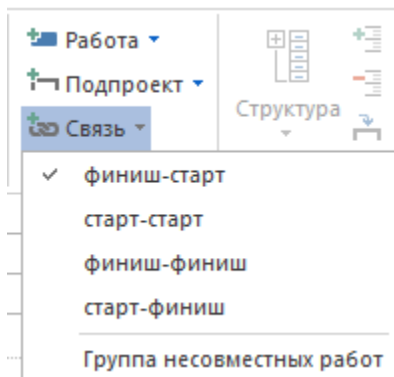 Работа
Подпроект
Связь
Структура
финиш-старт
старт-старт
финиш-финиш
старт-финиш
Группа несовместных работ